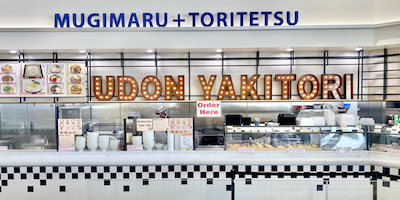 MUGIMARU+TORITETSU
UDON YAKITORI
Order
Here